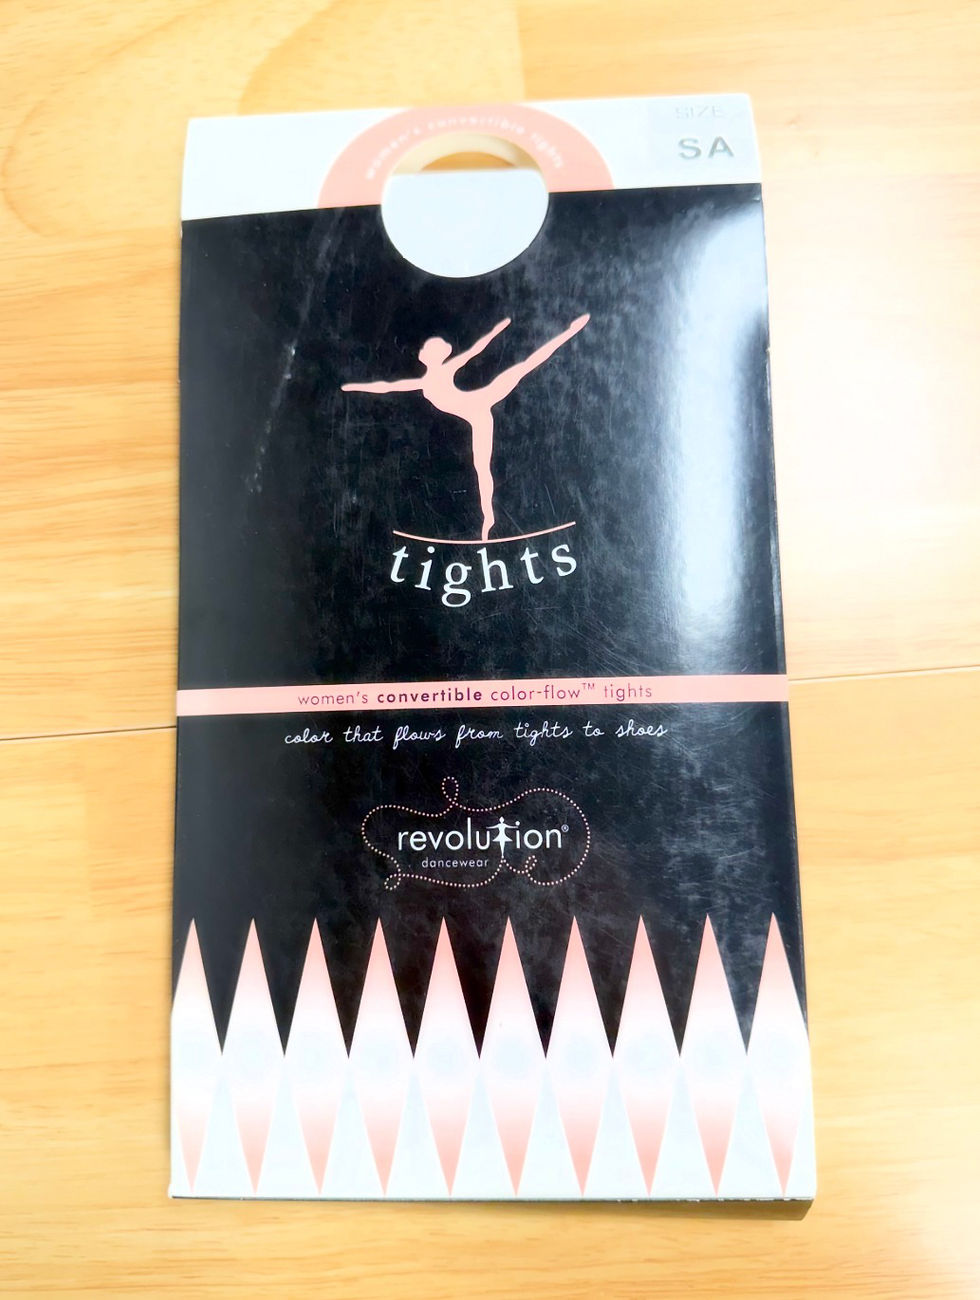 women's convertible tights
SIZE
SA
tights
women's convertible color-flow™ tights
color that flows from tights to shoes
revolution®
dancewear